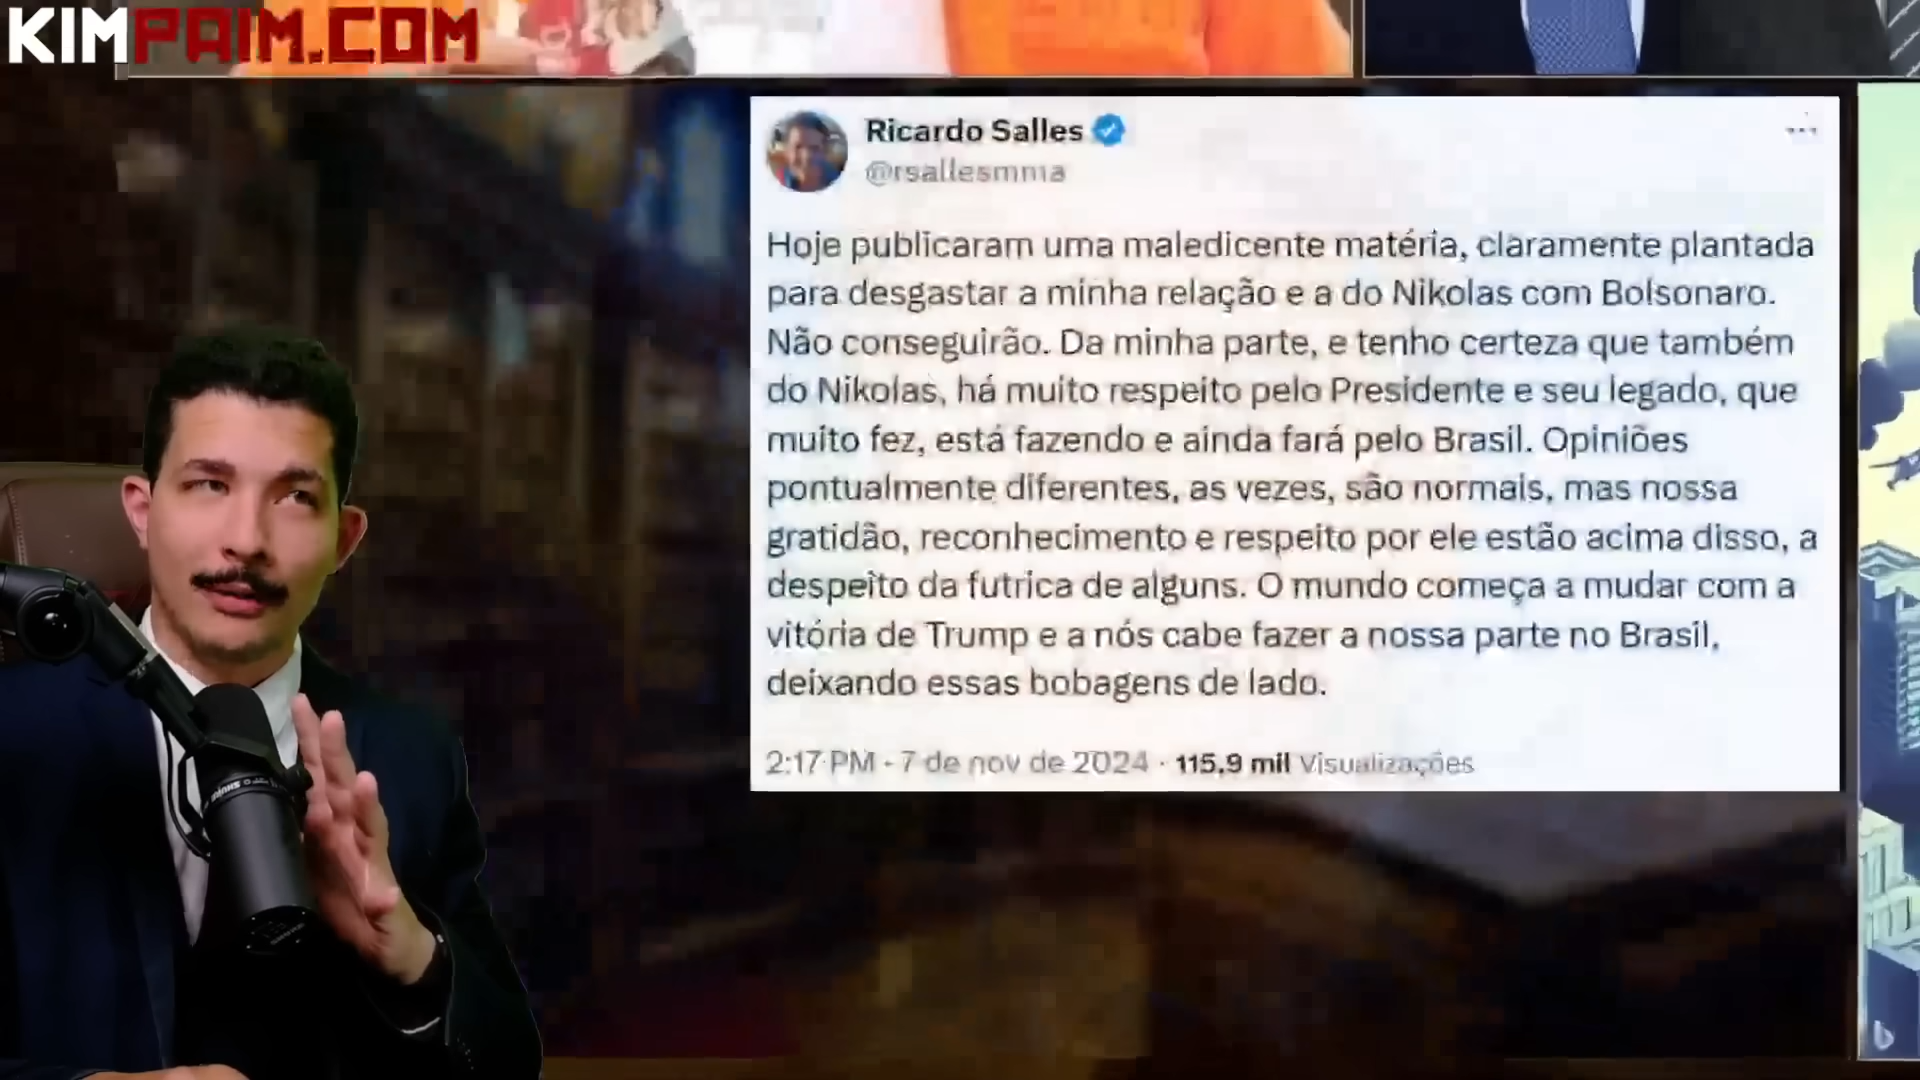 KIMPAIM.COM
Ricardo Salles
@rsallesmma
Hoje publicaram uma maledicente matéria, claramente plantada
para desgastar a minha relação e a do Nikolas com Bolsonaro.
Não conseguirão. Da minha parte, e tenho certeza que também
do Nikolas, há muito respeito pelo Presidente e seu legado, que
muito fez, está fazendo e ainda fará pelo Brasil. Opiniões
pontualmente diferentes, as vezes, são normais, mas nossa
gratidão, reconhecimento e respeito por ele estão acima disso, a
despeito da futrica de alguns. O mundo começa a mudar com a
vitória de Trump e a nós cabe fazer a nossa parte no Brasil,
deixando essas bobagens de lado.
2:17 PM · 7 de nov de 2024 · 115,9 mil Visualizações
SHURE